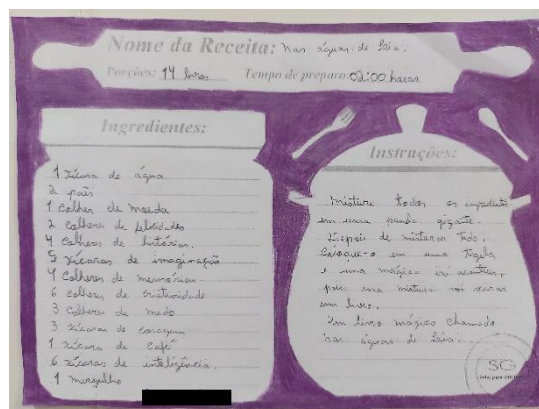 Nome da Receita: Nas águas de Léia.
Porções: 14 livros Tempo de preparo: 02:00 horas
Ingredientes:
1 xícara de água
2 pais
1 colher de moeda
2 colheres de felicidades
4 colheres de histórias.
5 xícaras de imaginação
4 colheres de memórias.
6 colheres de criatividade
3 colheres de medo
3 xícaras de coragem
1 xícara de café
6 xícaras de inteligência.
1 mergulho
Instruções:
Misture todos os ingredientes
em uma panela gigante.
Depois de misturar tudo,
coloque-o em uma tigela
e uma mágica irá acontecer,
pois essa mistura vai virar
um livro.
Um livro mágico chamado
nas águas de Léia...
SG